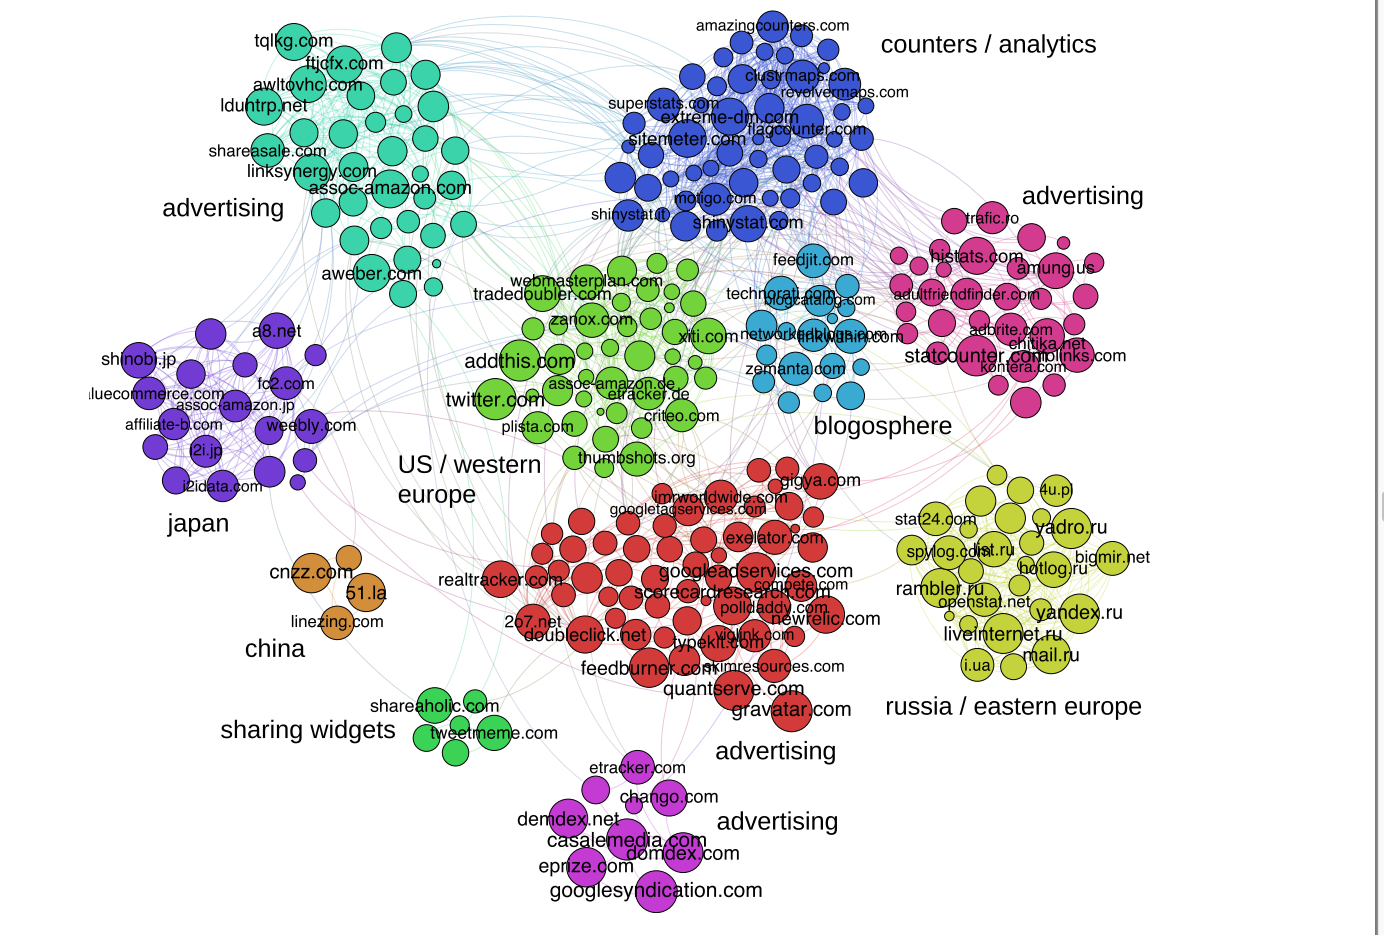 amazingcounters.com
tqlkg.com
counters / analytics
ftjcfx.com
clustrmaps.com
awltovhc.com
revolvermaps.com
lduntrp.net
superstats.com
extreme-dm.com
flagcounter.com
sitemeter.com
shareasale.com
linksynergy.com
assoc-amazon.com
advertising
motigo.com
advertising
shinystat.it
shinystat.com
trafic.ro
histats.com
feedjit.com
amung.us
aweber.com
webmasterplan.com
tradedoubler.com
technorati.com
blogcatalog.com
adultfriendfinder.com
zanox.com
a8.net
xiti.com
networkedblogs.com
linkwithin.com
adbrite.com
chitika.net
shinobi.jp
addthis.com
statcounter.com
kontera.com
zemanta.com
fc2.com
assoc-amazon.de
luecommerce.com
etracker.de
assoc-amazon.jp
twitter.com
criteo.com
affiliate-b.com
weebly.com
plista.com
blogosphere
i2i.jp
thumbshots.org
US / western
europe
i2idata.com
gigya.com
imrworldwide.com
4u.pl
googletagservices.com
japan
stat24.com
yadro.ru
exelator.com
spylog.com
list.ru
bigmir.net
cnzz.com
realtracker.com
googleadservices.com
hotlog.ru
compete.com
rambler.ru
51.la
scorecardresearch.com
openstat.net
polldaddy.com
yandex.ru
linezing.com
2o7.net
newrelic.com
doubleclick.net
viglink.com
typekit.com
liveinternet.ru
china
mail.ru
feedburner.com
skimresources.com
i.ua
quantserve.com
shareaholic.com
gravatar.com
russia / eastern europe
sharing widgets
tweetmeme.com
advertising
etracker.com
chango.com
demdex.net
advertising
casalemedia.com
domdex.com
eprize.com
googlesyndication.com